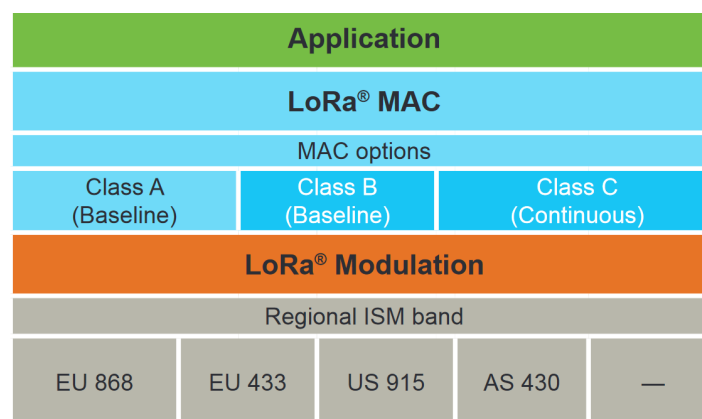 Application
LoRa® MAC
MAC options
Class A
(Baseline)
Class B
(Baseline)
Class C
(Continuous)
LoRa® Modulation
Regional ISM band
EU 868
EU 433
US 915
AS 430
—